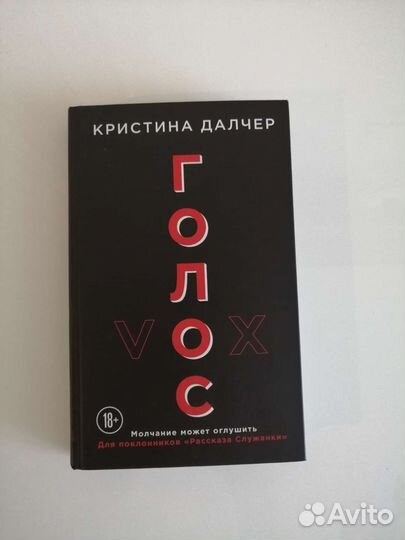 КРИСТИНА ДАЛЧЕР
ГОЛОС
VOX
18+
Молчание может оглушить
Для поклонников «Рассказа Служанки»
Avito